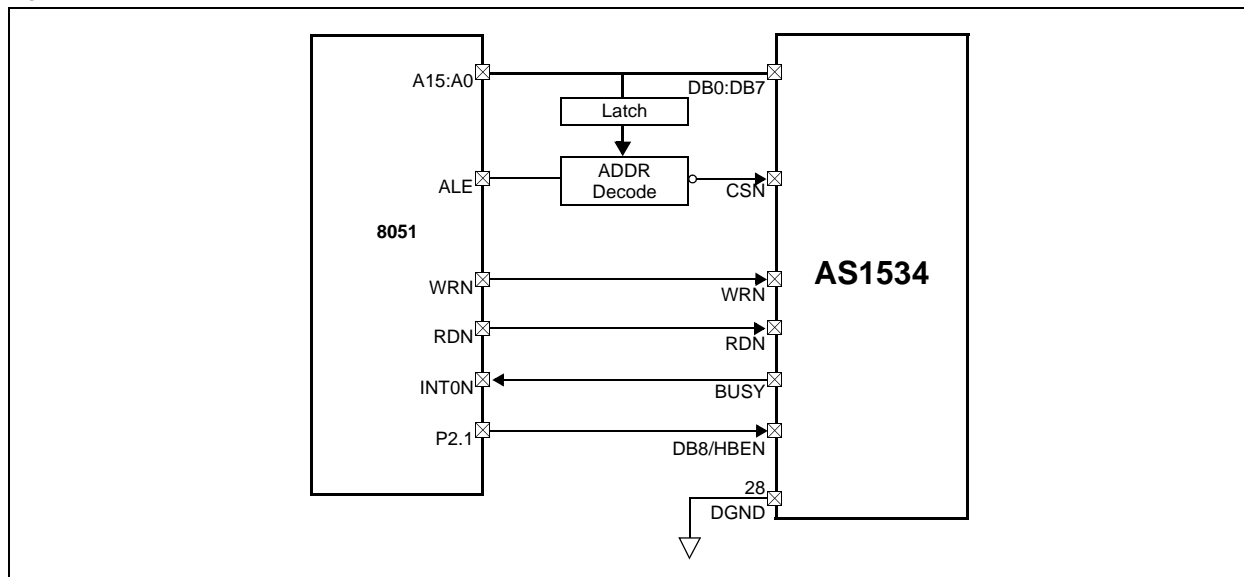 A15:A0
DB0:DB7
Latch
ALE
ADDR
Decode
CSN
8051
AS1534
WRN
WRN
RDN
RDN
INT0N
BUSY
P2.1
DB8/HBEN
28
DGND